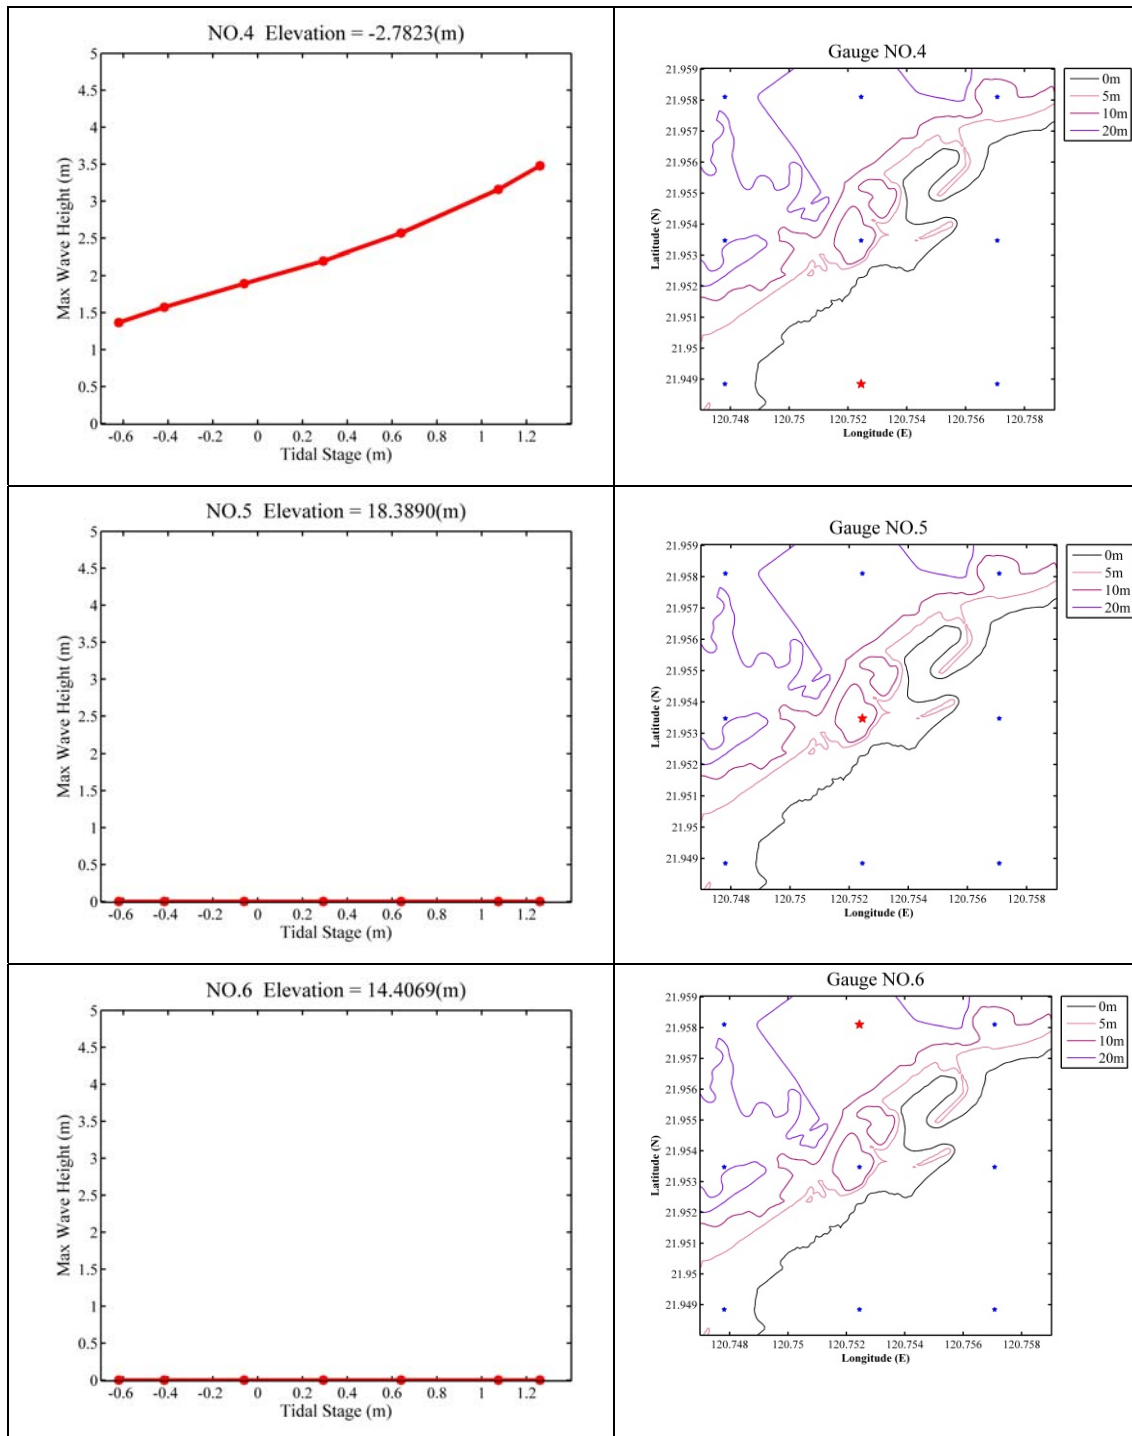 NO.4 Elevation = -2.7823(m)
5
4.5
4
3.5
3
2.5
2
1.5
1
0.5
0
Max Wave Height (m)
-0.6 -0.4 -0.2 0 0.2 0.4 0.6 0.8 1 1.2
Tidal Stage (m)
Gauge NO.4
21.959
21.958
21.957
21.956
21.955
21.954
21.953
21.952
21.951
21.95
21.949
Latitude (N)
120.748 120.75 120.752 120.754 120.756 120.758
Longitude (E)
0m
5m
10m
20m
NO.5 Elevation = 18.3890(m)
5
4.5
4
3.5
3
2.5
2
1.5
1
0.5
0
Max Wave Height (m)
-0.6 -0.4 -0.2 0 0.2 0.4 0.6 0.8 1 1.2
Tidal Stage (m)
Gauge NO.5
21.959
21.958
21.957
21.956
21.955
21.954
21.953
21.952
21.951
21.95
21.949
Latitude (N)
120.748 120.75 120.752 120.754 120.756 120.758
Longitude (E)
0m
5m
10m
20m
NO.6 Elevation = 14.4069(m)
5
4.5
4
3.5
3
2.5
2
1.5
1
0.5
0
Max Wave Height (m)
-0.6 -0.4 -0.2 0 0.2 0.4 0.6 0.8 1 1.2
Tidal Stage (m)
Gauge NO.6
21.959
21.958
21.957
21.956
21.955
21.954
21.953
21.952
21.951
21.95
21.949
Latitude (N)
120.748 120.75 120.752 120.754 120.756 120.758
Longitude (E)
0m
5m
10m
20m